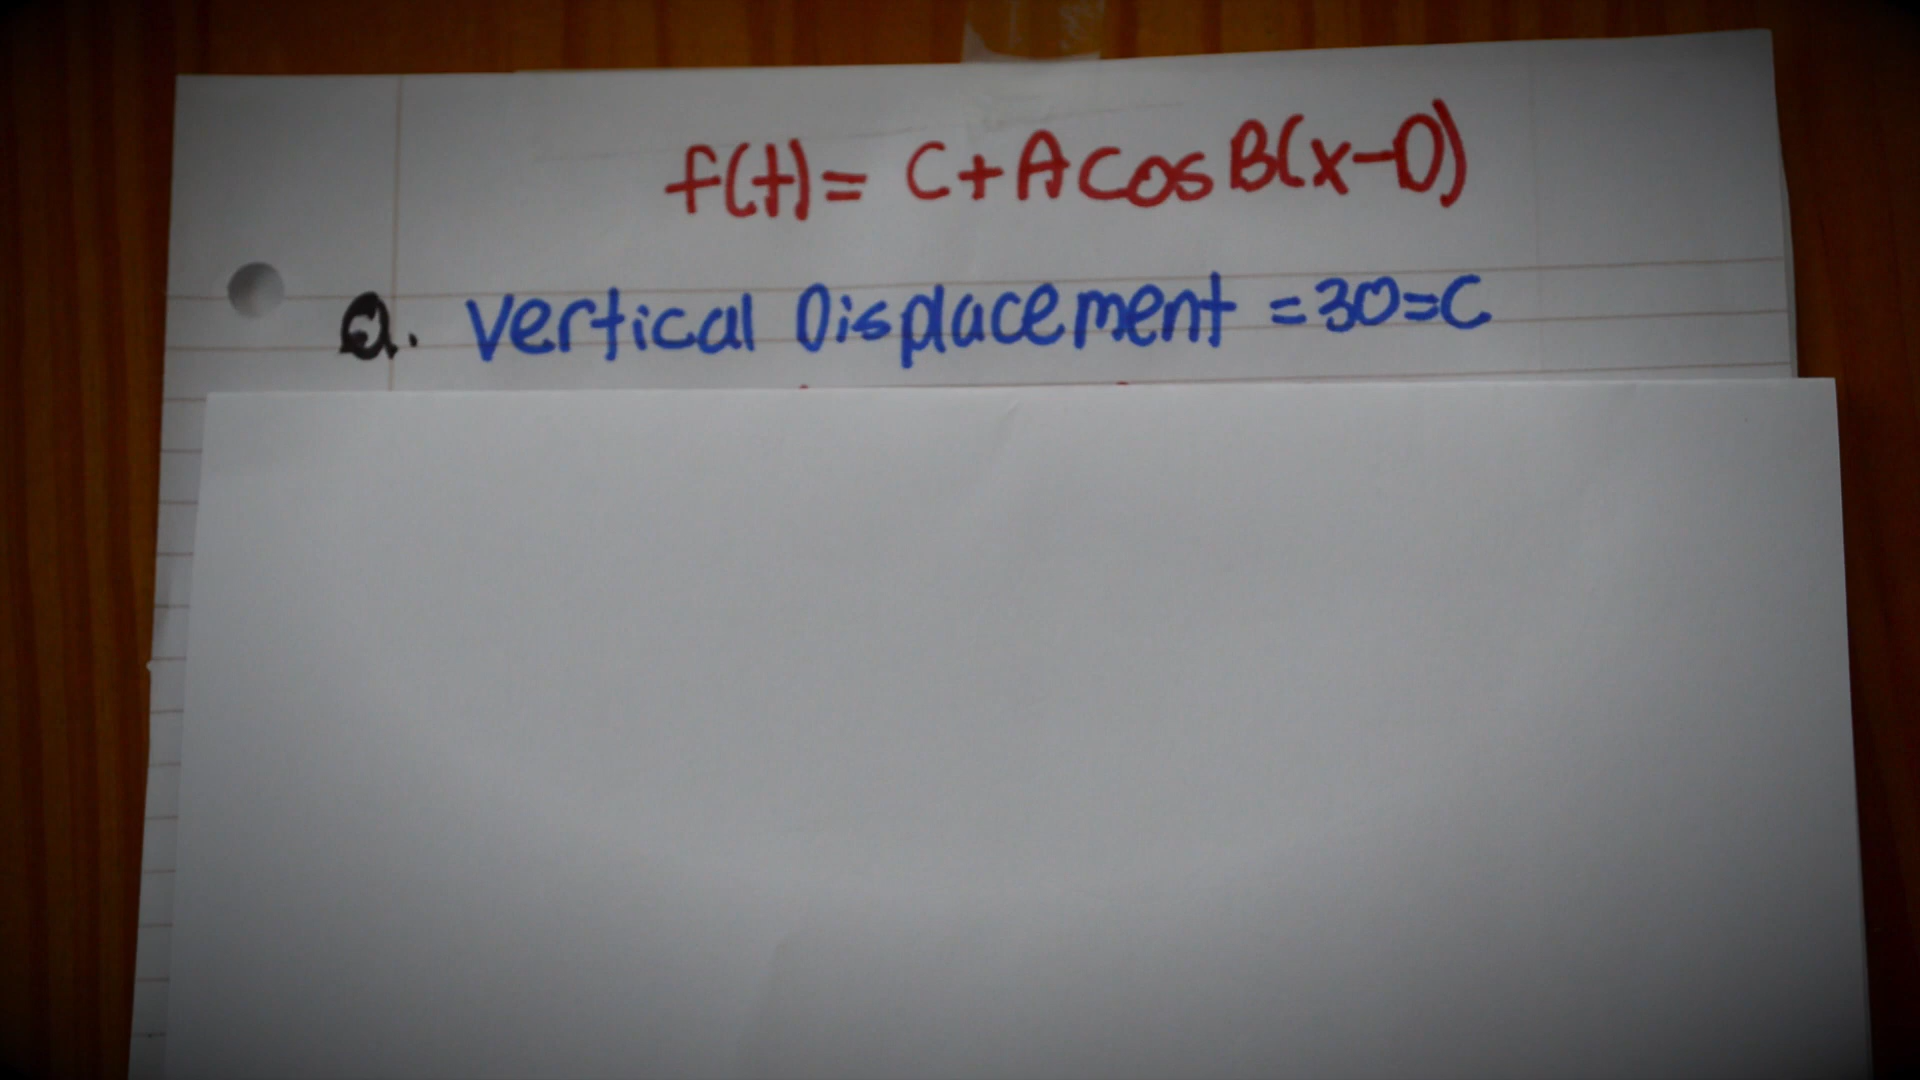 f(t)= C+A cos B(x-D)
a. Vertical Displacement =30=C